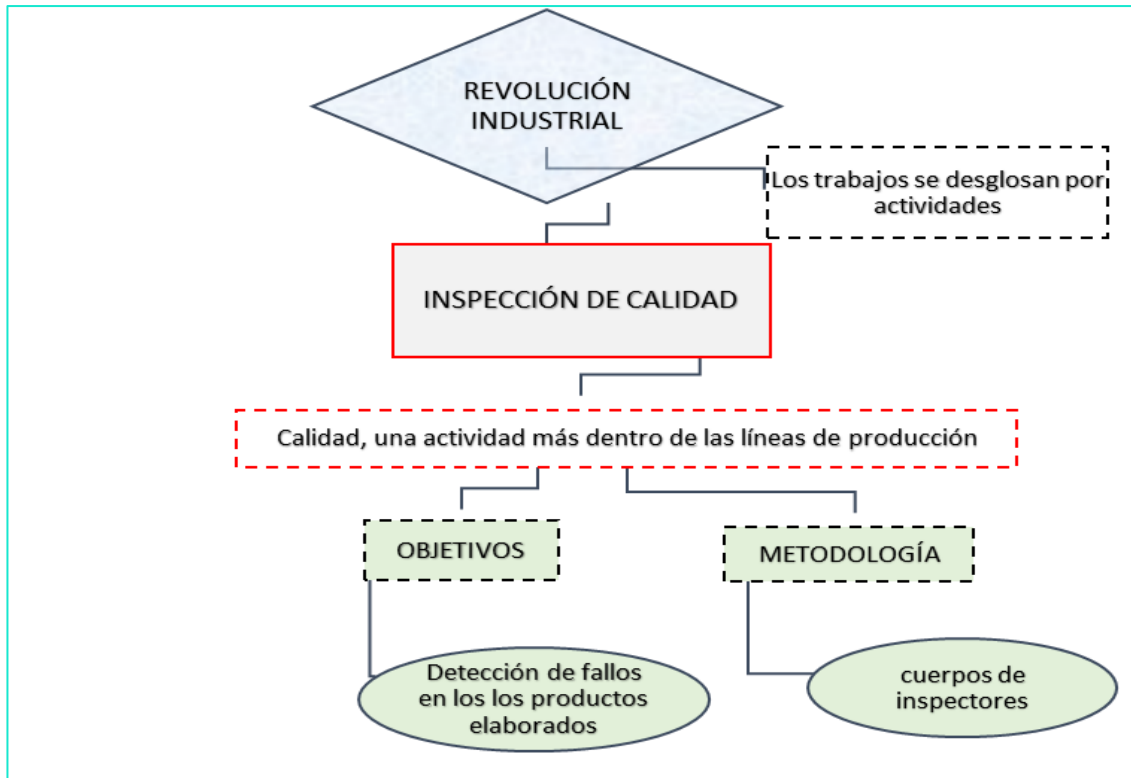 REVOLUCIÓN
INDUSTRIAL
Los trabajos se desglosan por
actividades
INSPECCIÓN DE CALIDAD
Calidad, una actividad más dentro de las líneas de producción
OBJETIVOS
METODOLOGÍA
Detección de fallos
en los los productos
elaborados
cuerpos de
inspectores